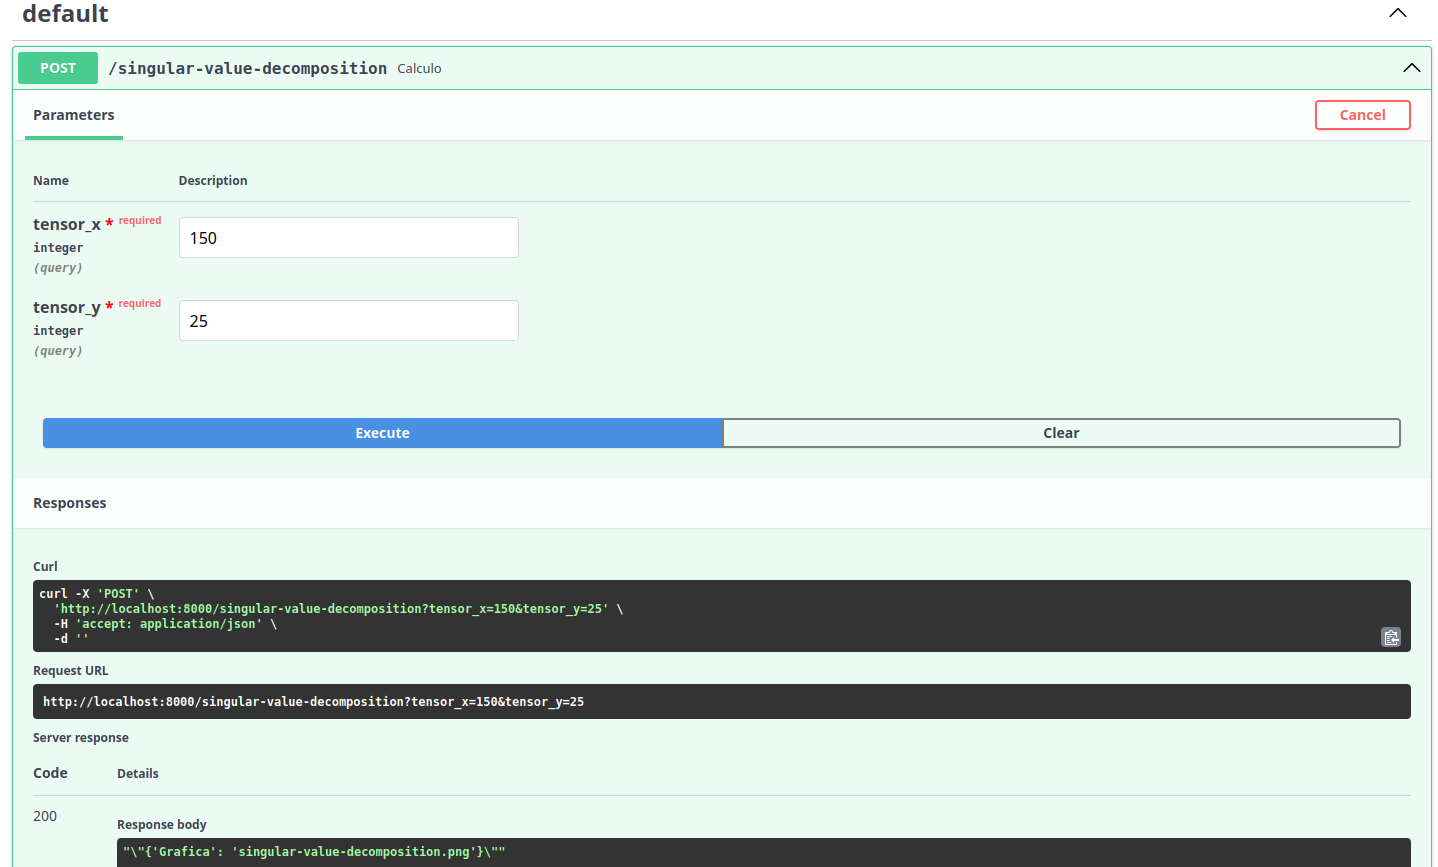 default
POST /singular-value-decomposition Calculo
Parameters Cancel
Name Description
tensor_x * required
integer
(query)
150
tensor_y * required
integer
(query)
25
Execute Clear
Responses
Curl
curl -X 'POST' \
  'http://localhost:8000/singular-value-decomposition?tensor_x=150&tensor_y=25' \
  -H 'accept: application/json' \
  -d ''
Request URL
http://localhost:8000/singular-value-decomposition?tensor_x=150&tensor_y=25
Server response
Code Details
200
Response body
"\"{'Grafica': 'singular-value-decomposition.png'}\""